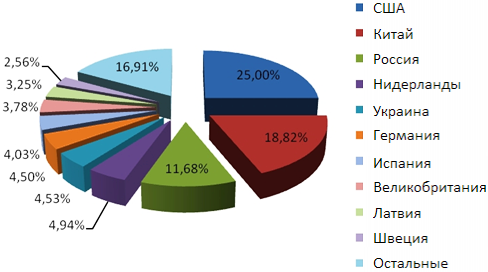 16,91%
25,00%
18,82%
11,68%
4,94%
4,53%
4,50%
4,03%
3,78%
3,25%
2,56%
США
Китай
Россия
Нидерланды
Украина
Германия
Испания
Великобритания
Латвия
Швеция
Остальные